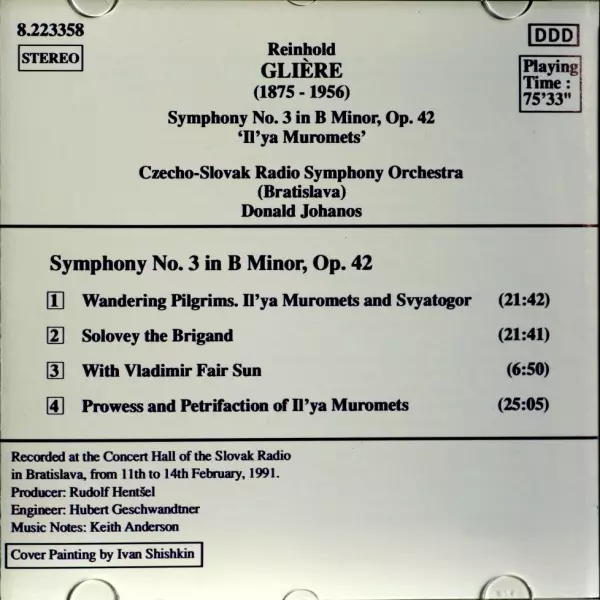 8.223358
DDD
STEREO
Playing
Time :
75'33"
Reinhold
GLIÈRE
(1875 - 1956)
Symphony No. 3 in B Minor, Op. 42
‘Il'ya Muromets’
Czecho-Slovak Radio Symphony Orchestra
(Bratislava)
Donald Johanos
Symphony No. 3 in B Minor, Op. 42
1 Wandering Pilgrims. Il'ya Muromets and Svyatogor (21:42)
2 Solovey the Brigand (21:41)
3 With Vladimir Fair Sun (6:50)
4 Prowess and Petrifaction of Il'ya Muromets (25:05)
Recorded at the Concert Hall of the Slovak Radio
in Bratislava, from 11th to 14th February, 1991.
Producer: Rudolf Hentšel
Engineer: Hubert Geschwandtner
Music Notes: Keith Anderson
Cover Painting by Ivan Shishkin